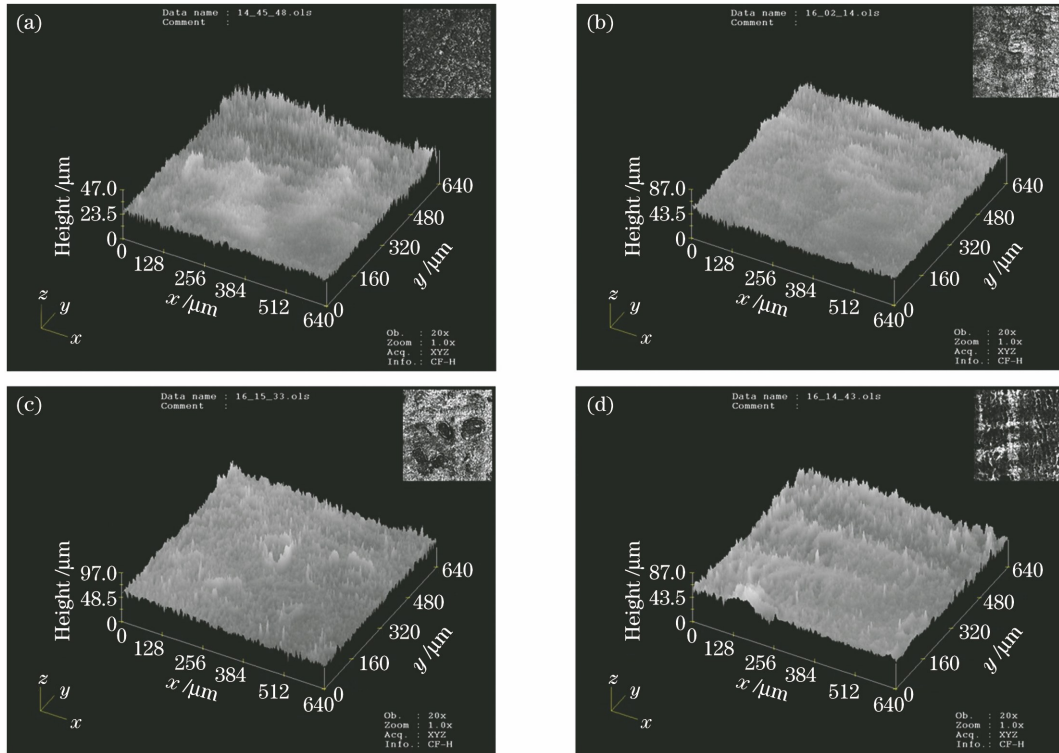 (a)
Data name : 14_45_48.ols
Comment :
Height /μm
47.0
23.5
0
0
128
256
384
512
640
x /μm
0
160
320
480
640
y /μm
z
y
x
Ob. : 20x
Zoom : 1.0x
Acq. : XYZ
Info.: CF-H
(b)
Data name : 16_02_14.ols
Comment :
Height /μm
87.0
43.5
0
0
128
256
384
512
640
x /μm
0
160
320
480
640
y /μm
z
y
x
Ob. : 20x
Zoom : 1.0x
Acq. : XYZ
Info.: CF-H
(c)
Data name : 16_15_33.ols
Comment :
Height /μm
97.0
48.5
0
0
128
256
384
512
640
x /μm
0
160
320
480
640
y /μm
z
y
x
Ob. : 20x
Zoom : 1.0x
Acq. : XYZ
Info.: CF-H
(d)
Data name : 16_14_43.ols
Comment :
Height /μm
87.0
43.5
0
0
128
256
384
512
640
x /μm
0
160
320
480
640
y /μm
z
y
x
Ob. : 20x
Zoom : 1.0x
Acq. : XYZ
Info.: CF-H